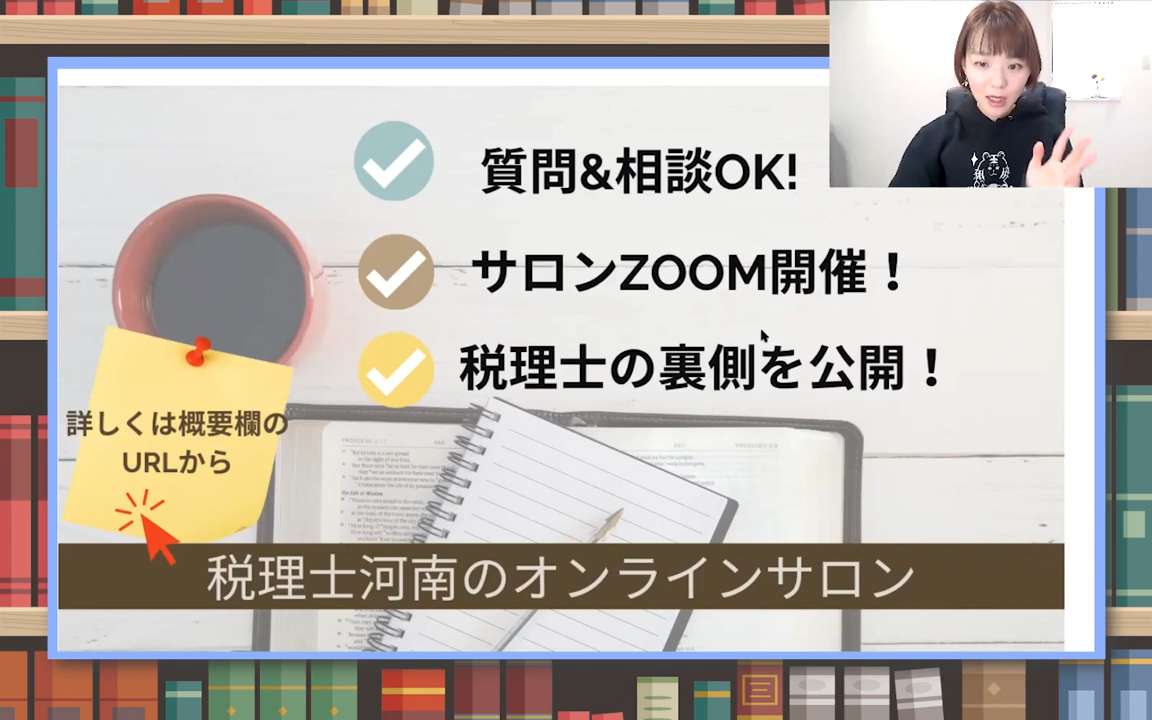 質問&相談OK!
サロンZOOM開催！
税理士の裏側を公開！
詳しくは概要欄の
URLから
税理士河南のオンラインサロン